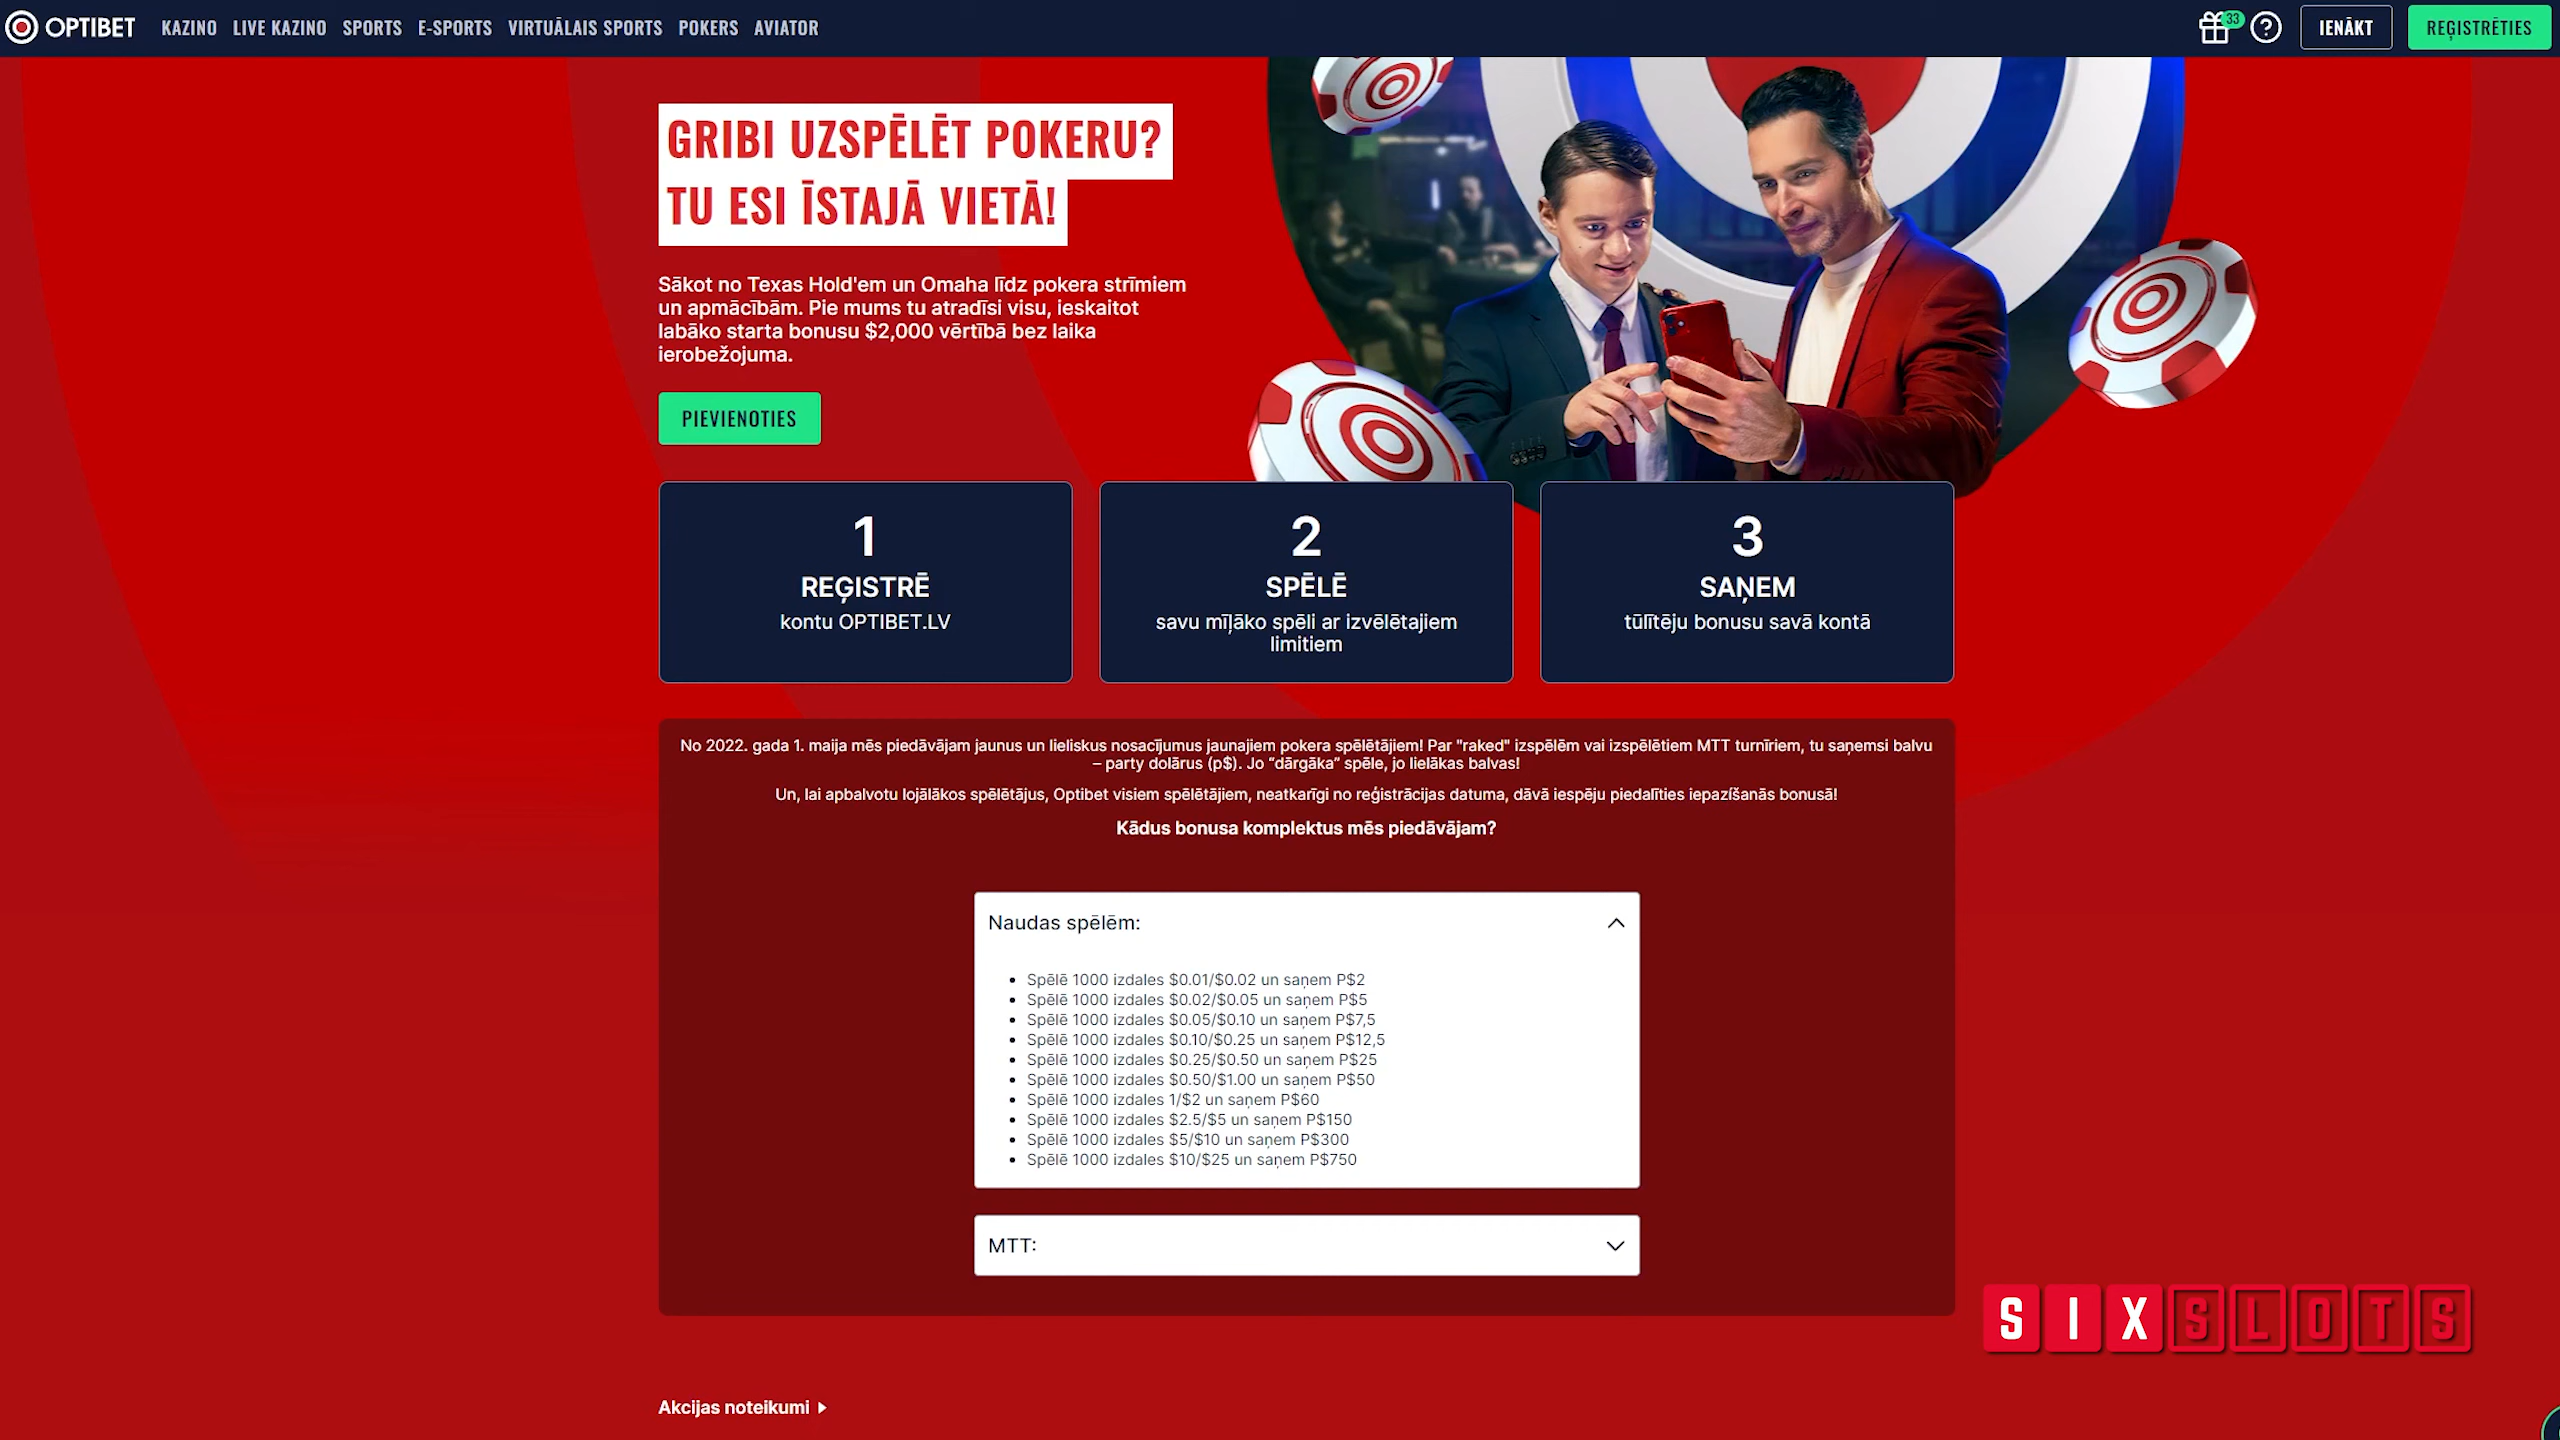 OPTIBET KAZINO LIVE KAZINO SPORTS E-SPORTS VIRTUĀLAIS SPORTS POKERS AVIATOR 33 IENĀKT REĢISTRĒTIES
GRIBI UZSPĒLĒT POKERU?
TU ESI ĪSTAJĀ VIETĀ!
Sākot no Texas Hold'em un Omaha līdz pokera strīmiem
un apmācībām. Pie mums tu atradīsi visu, ieskaitot
labāko starta bonusu $2,000 vērtībā bez laika
ierobežojuma.
PIEVIENOTIES
1
REĢISTRĒ
kontu OPTIBET.LV
2
SPĒLĒ
savu mīļāko spēli ar izvēlētajiem
limitiem
3
SAŅEM
tūlītēju bonusu savā kontā
No 2022. gada 1. maija mēs piedāvājam jaunus un lieliskus nosacījumus jaunajiem pokera spēlētājiem! Par "raked" izspēlēm vai izspēlētiem MTT turnīriem, tu saņemsi balvu
– party dolārus (p$). Jo “dārgāka” spēle, jo lielākas balvas!
Un, lai apbalvotu lojālākos spēlētājus, Optibet visiem spēlētājiem, neatkarīgi no reģistrācijas datuma, dāvā iespēju piedalīties iepazīšanās bonusā!
Kādus bonusa komplektus mēs piedāvājam?
Naudas spēlēm:
• Spēlē 1000 izdales $0.01/$0.02 un saņem P$2
• Spēlē 1000 izdales $0.02/$0.05 un saņem P$5
• Spēlē 1000 izdales $0.05/$0.10 un saņem P$7,5
• Spēlē 1000 izdales $0.10/$0.25 un saņem P$12,5
• Spēlē 1000 izdales $0.25/$0.50 un saņem P$25
• Spēlē 1000 izdales $0.50/$1.00 un saņem P$50
• Spēlē 1000 izdales 1/$2 un saņem P$60
• Spēlē 1000 izdales $2.5/$5 un saņem P$150
• Spēlē 1000 izdales $5/$10 un saņem P$300
• Spēlē 1000 izdales $10/$25 un saņem P$750
MTT:
SIXSLOTS
Akcijas noteikumi